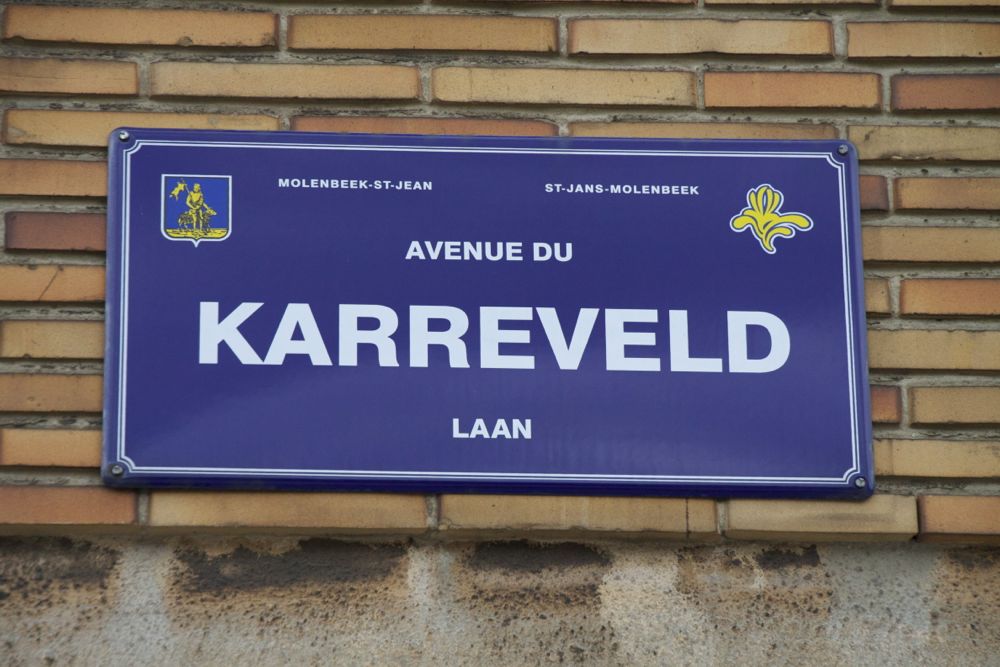 MOLENBEEK-ST-JEAN ST-JANS-MOLENBEEK
AVENUE DU
KARREVELD
LAAN